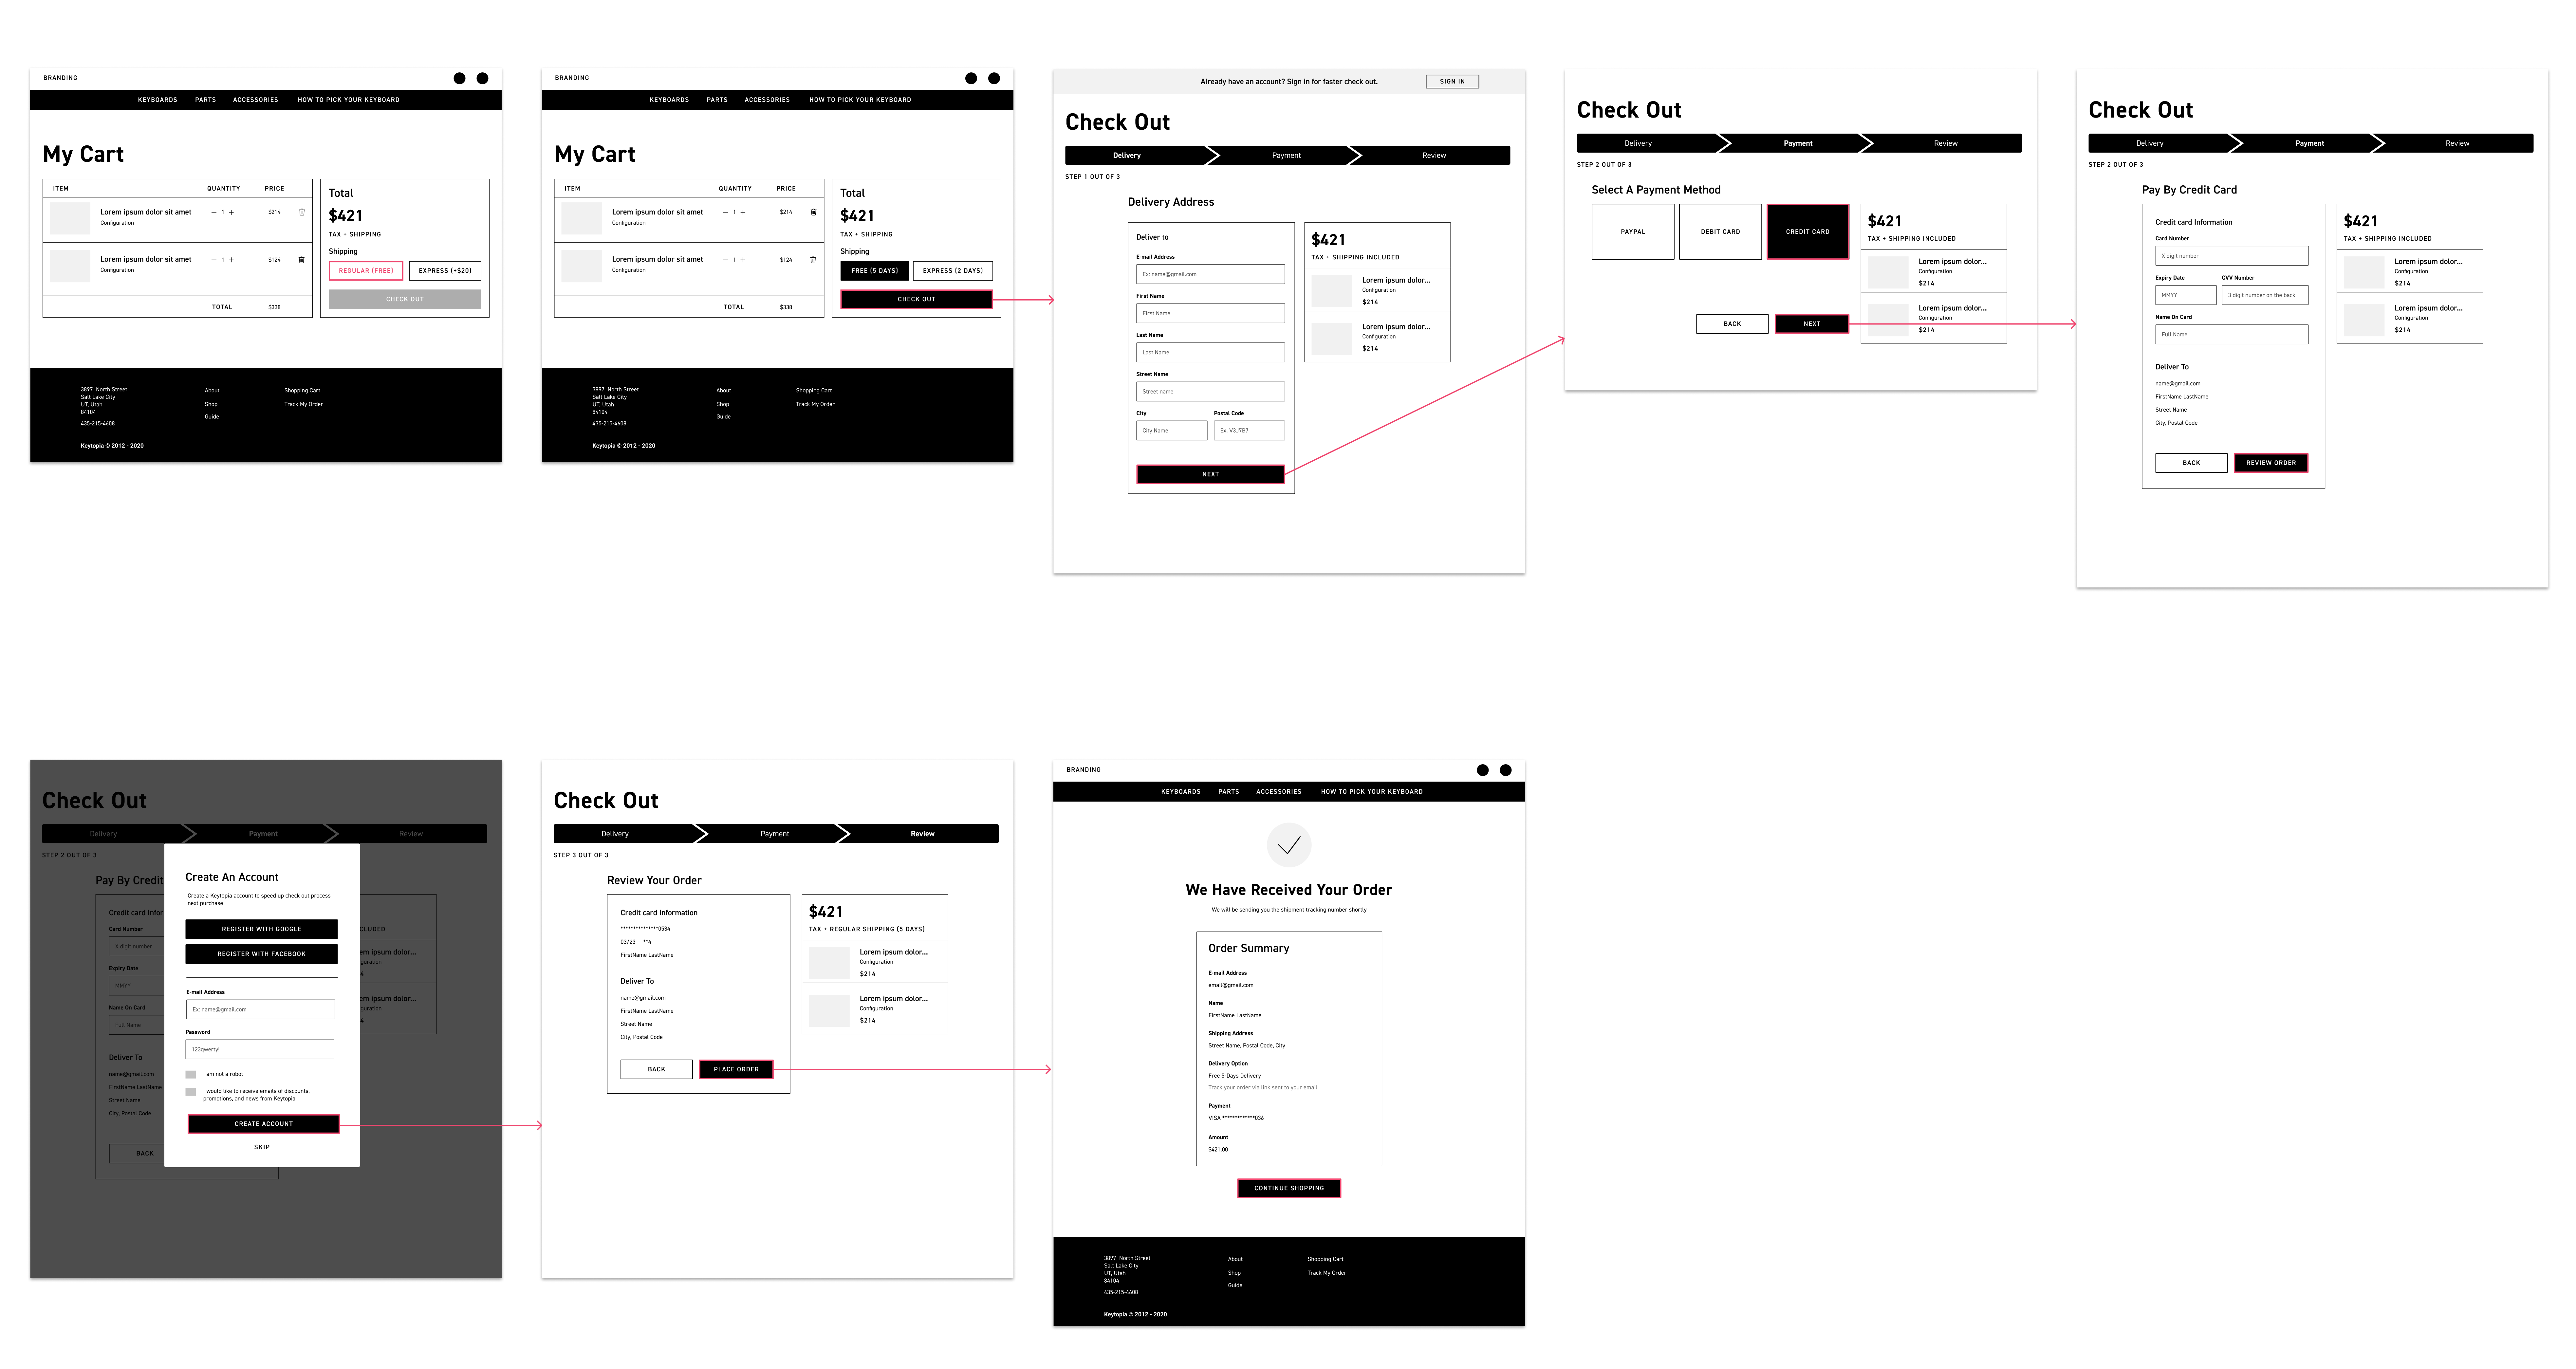 BRANDING
KEYBOARDS PARTS ACCESSORIES HOW TO PICK YOUR KEYBOARD
My Cart
ITEM QUANTITY PRICE
Lorem ipsum dolor sit amet — 1 + $214
Configuration
Lorem ipsum dolor sit amet — 1 + $124
Configuration
TOTAL $338
Total
$421
TAX + SHIPPING
Shipping
REGULAR (FREE) EXPRESS (+$20)
CHECK OUT
3897 North Street
Salt Lake City
UT, Utah
84104
435-215-4608
About
Shop
Guide
Shopping Cart
Track My Order
Keytopia © 2012 - 2020
BRANDING
KEYBOARDS PARTS ACCESSORIES HOW TO PICK YOUR KEYBOARD
My Cart
ITEM QUANTITY PRICE
Lorem ipsum dolor sit amet — 1 + $214
Configuration
Lorem ipsum dolor sit amet — 1 + $124
Configuration
TOTAL $338
Total
$421
TAX + SHIPPING
Shipping
FREE (5 DAYS) EXPRESS (2 DAYS)
CHECK OUT
3897 North Street
Salt Lake City
UT, Utah
84104
435-215-4608
About
Shop
Guide
Shopping Cart
Track My Order
Keytopia © 2012 - 2020
Already have an account? Sign in for faster check out. SIGN IN
Check Out
Delivery Payment Review
STEP 1 OUT OF 3
Delivery Address
Deliver to
E-mail Address
Ex: name@gmail.com
First Name
First Name
Last Name
Last Name
Street Name
Street name
City Postal Code
City Name Ex. V3J7B7
NEXT
$421
TAX + SHIPPING INCLUDED
Lorem ipsum dolor...
Configuration
$214
Lorem ipsum dolor...
Configuration
$214
Check Out
Delivery Payment Review
STEP 2 OUT OF 3
Select A Payment Method
PAYPAL DEBIT CARD CREDIT CARD
BACK NEXT
$421
TAX + SHIPPING INCLUDED
Lorem ipsum dolor...
Configuration
$214
Lorem ipsum dolor...
Configuration
$214
Check Out
Delivery Payment Review
STEP 2 OUT OF 3
Pay By Credit Card
Credit card Information
Card Number
X digit number
Expiry Date CVV Number
MMYY 3 digit number on the back
Name On Card
Full Name
Deliver To
name@gmail.com
FirstName LastName
Street Name
City, Postal Code
BACK REVIEW ORDER
$421
TAX + SHIPPING INCLUDED
Lorem ipsum dolor...
Configuration
$214
Lorem ipsum dolor...
Configuration
$214
Check Out
Delivery Payment Review
STEP 2 OUT OF 3
Pay By Credit
Credit card Infor
Card Number
X digit number
Expiry Date
MMYY
Name On Card
Full Name
Deliver To
name@gmail.com
FirstName LastName
Street Name
City, Postal Code
BACK
Create An Account
Create a Keytopia account to speed up check out process
next purchase
REGISTER WITH GOOGLE
REGISTER WITH FACEBOOK
E-mail Address
Ex: name@gmail.com
Password
123qwerty!
I am not a robot
I would like to receive emails of discounts,
promotions, and news from Keytopia
CREATE ACCOUNT
SKIP
Check Out
Delivery Payment Review
STEP 3 OUT OF 3
Review Your Order
Credit card Information
***************0534
03/23 **4
FirstName LastName
Deliver To
name@gmail.com
FirstName LastName
Street Name
City, Postal Code
BACK PLACE ORDER
$421
TAX + REGULAR SHIPPING (5 DAYS)
Lorem ipsum dolor...
Configuration
$214
Lorem ipsum dolor...
Configuration
$214
BRANDING
KEYBOARDS PARTS ACCESSORIES HOW TO PICK YOUR KEYBOARD
We Have Received Your Order
We will be sending you the shipment tracking number shortly
Order Summary
E-mail Address
email@gmail.com
Name
FirstName LastName
Shipping Address
Street Name, Postal Code, City
Delivery Option
Free 5-Days Delivery
Track your order via link sent to your email
Payment
VISA *************036
Amount
$421.00
CONTINUE SHOPPING
3897 North Street
Salt Lake City
UT, Utah
84104
435-215-4608
About
Shop
Guide
Shopping Cart
Track My Order
Keytopia © 2012 - 2020